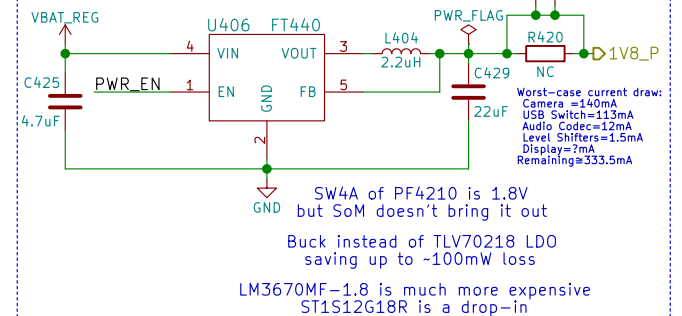 VBAT_REG
U406
FT440
L404
PWR_FLAG
R420
4
VIN
VOUT
3
2.2uH
1V8_P
C425
PWR_EN
1
EN
GND
FB
5
C429
NC
4.7uF
22uF
2
GND
Worst-case current draw:
Camera =140mA
USB Switch=113mA
Audio Codec=12mA
Level Shifters=1.5mA
Display=?mA
Remaining≅333.5mA
SW4A of PF4210 is 1.8V
but SoM doesn't bring it out
Buck instead of TLV70218 LDO
saving up to ~100mW loss
LM3670MF-1.8 is much more expensive
ST1S12G18R is a drop-in